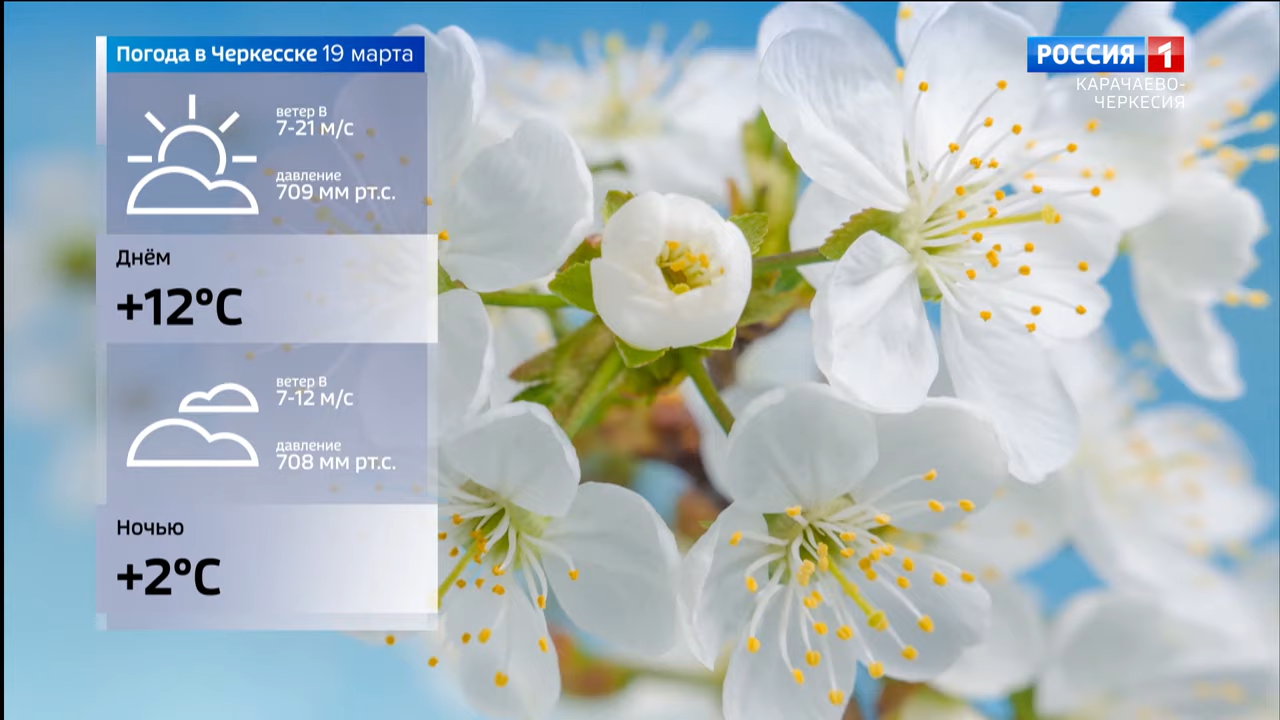 Погода в Черкесске 19 марта
РОССИЯ 1
КАРАЧАЕВО-
ЧЕРКЕСИЯ
ветер В
7-21 м/с
давление
709 мм рт.с.
Днём
+12°C
ветер В
7-12 м/с
давление
708 мм рт.с.
Ночью
+2°C